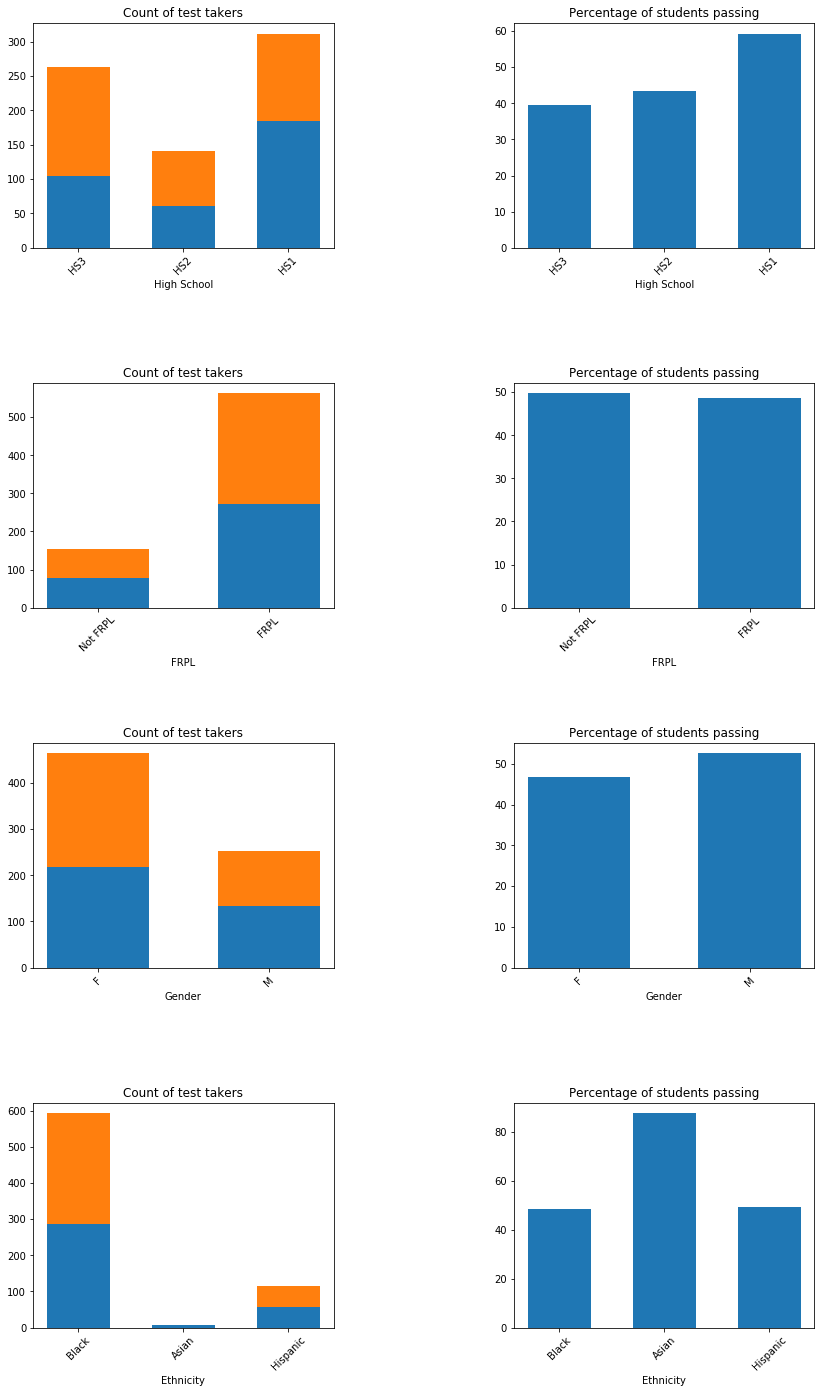 Count of test takers
300
250
200
150
100
50
0
HS3
HS2
HS1
High School
Percentage of students passing
60
50
40
30
20
10
0
HS3
HS2
HS1
High School
Count of test takers
500
400
300
200
100
0
Not FRPL
FRPL
FRPL
Percentage of students passing
50
40
30
20
10
0
Not FRPL
FRPL
FRPL
Count of test takers
400
300
200
100
0
F
M
Gender
Percentage of students passing
50
40
30
20
10
0
F
M
Gender
Count of test takers
600
500
400
300
200
100
0
Black
Asian
Hispanic
Ethnicity
Percentage of students passing
80
60
40
20
0
Black
Asian
Hispanic
Ethnicity